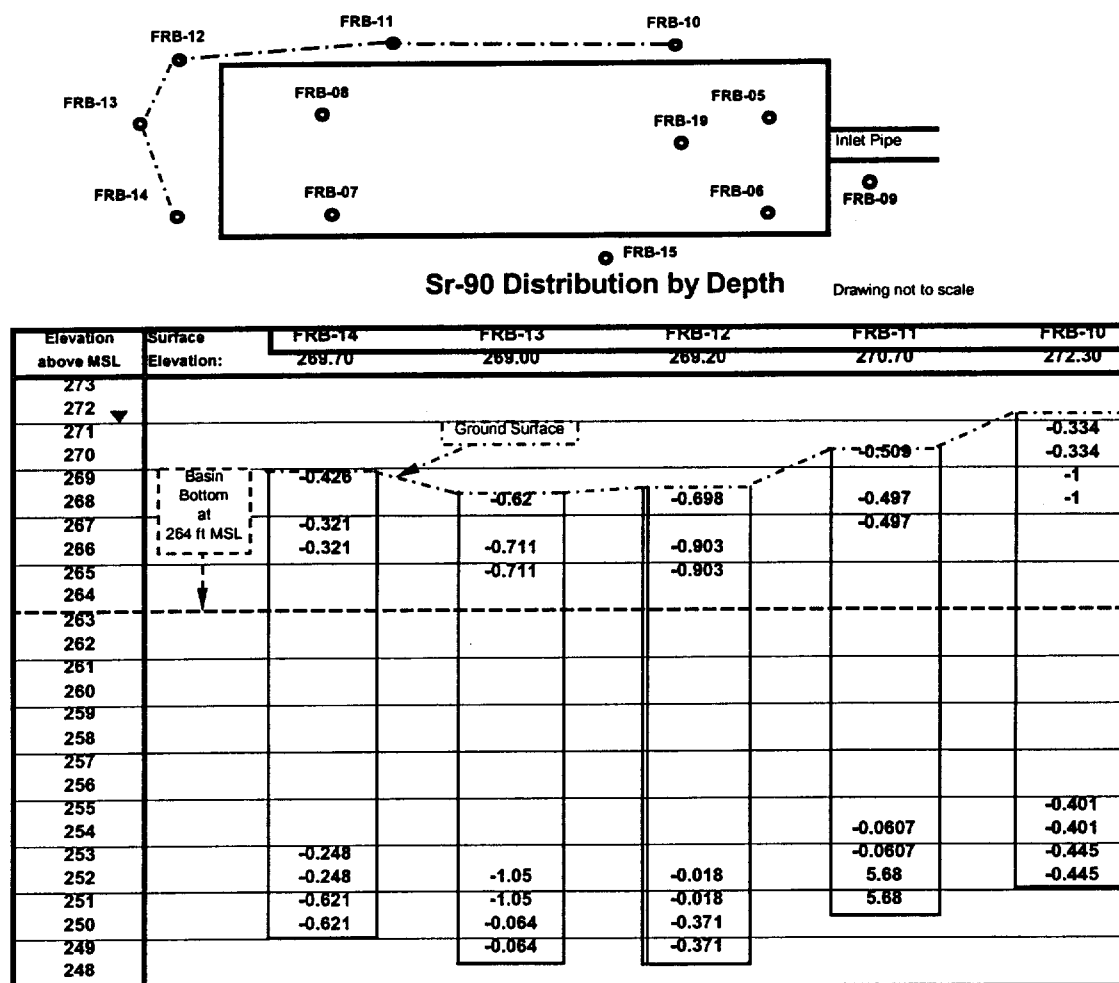 FRB-11
FRB-10
FRB-12
FRB-13
FRB-08
FRB-05
FRB-19
Inlet Pipe
FRB-14
FRB-07
FRB-06
FRB-09
FRB-15
Sr-90 Distribution by Depth
Drawing not to scale
Elevation Surface FRB-14 FRB-13 FRB-12 FRB-11 FRB-10
above MSL Elevation: 269.70 269.00 269.20 270.70 272.30
273
272
271 Ground Surface -0.334
270 -0.509 -0.334
269 Basin -0.426 -1
268 Bottom -0.62 -0.698 -0.497 -1
267 at -0.321 -0.497
266 264 ft MSL -0.321 -0.711 -0.903
265 -0.711 -0.903
264
263
262
261
260
259
258
257
256
255 -0.401
254 -0.0607 -0.401
253 -0.248 -0.0607 -0.445
252 -0.248 -1.05 -0.018 5.68 -0.445
251 -0.621 -1.05 -0.018 5.68
250 -0.621 -0.064 -0.371
249 -0.064 -0.371
248